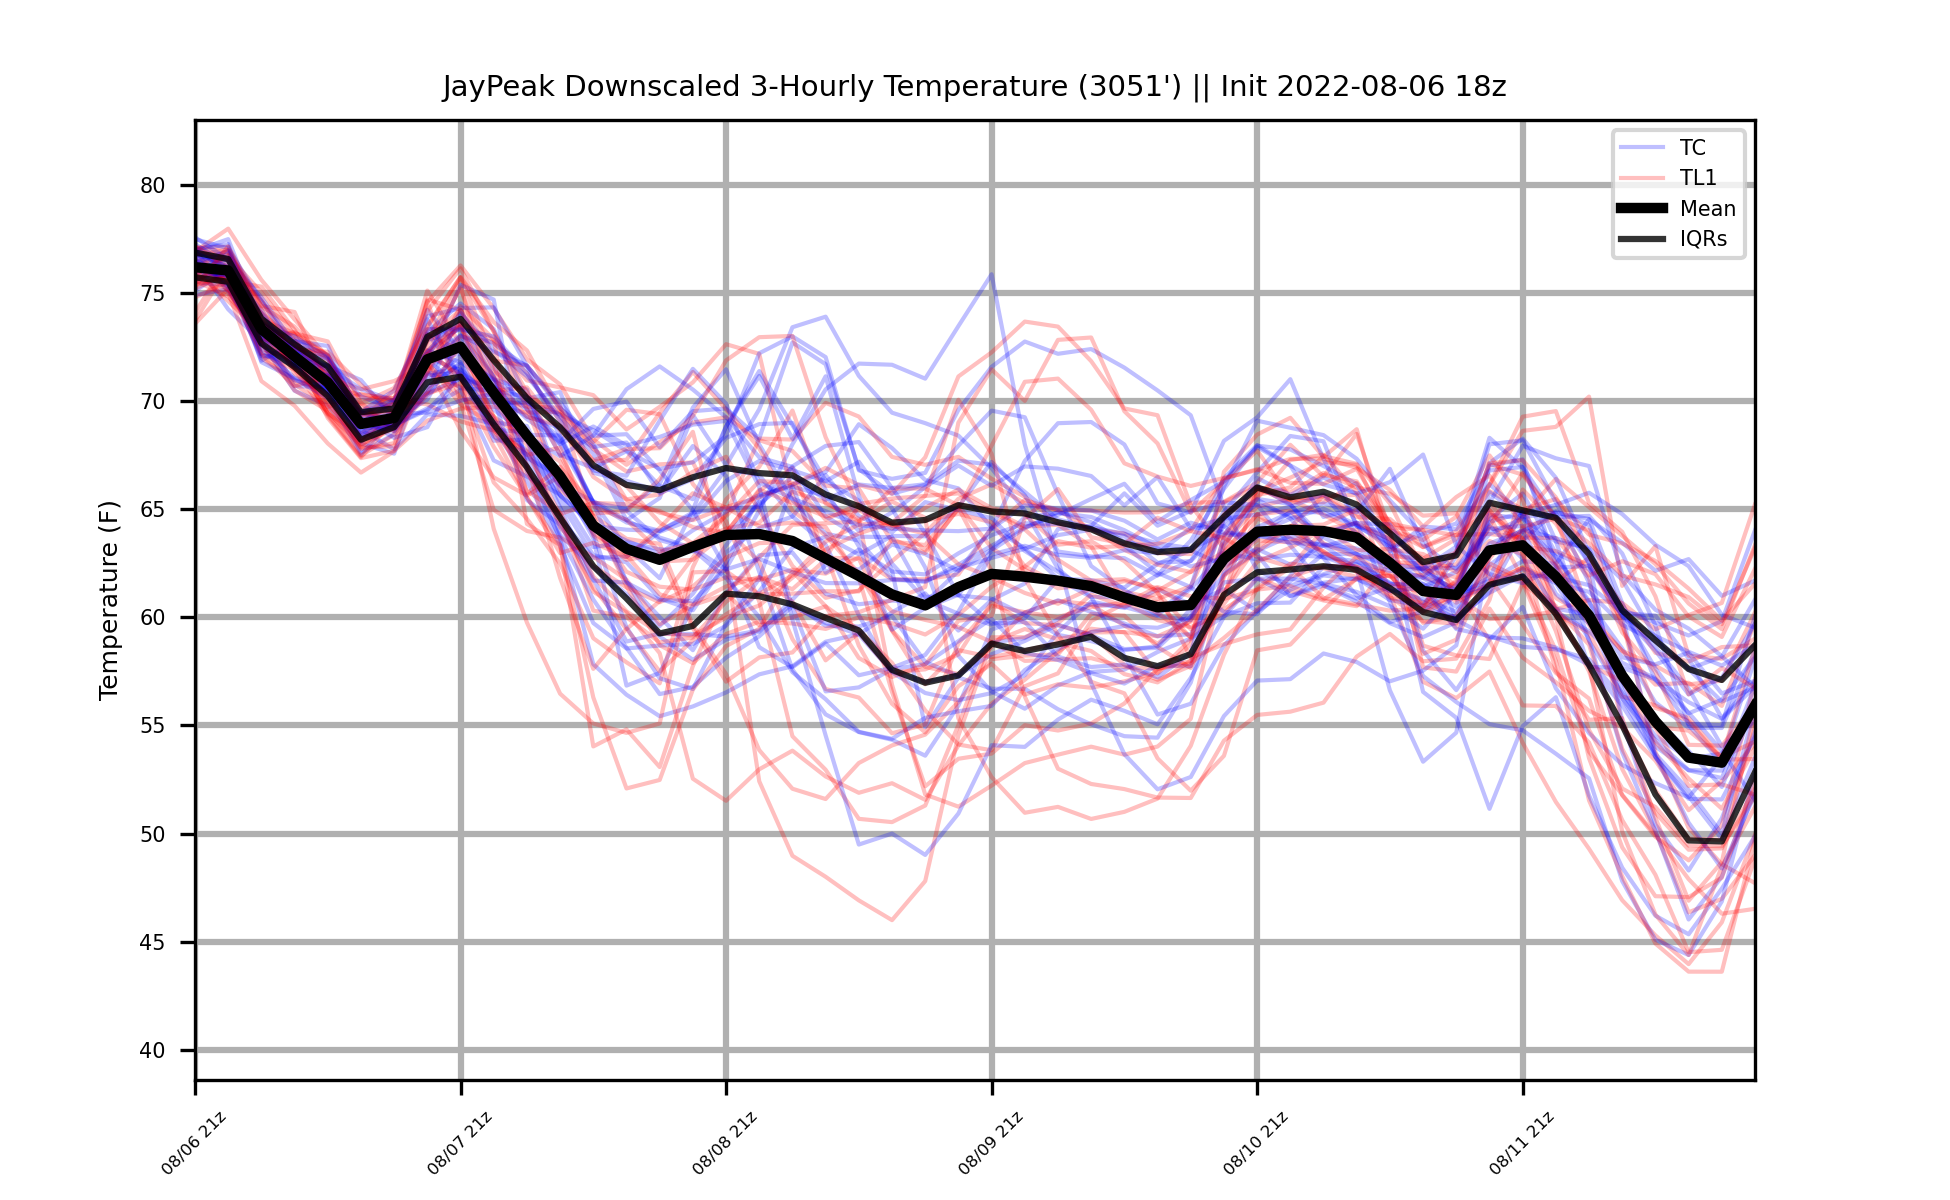 JayPeak Downscaled 3-Hourly Temperature (3051') || Init 2022-08-06 18z
TC
TL1
Mean
IQRs
Temperature (F)
80
75
70
65
60
55
50
45
40
08/06 21z
08/07 21z
08/08 21z
08/09 21z
08/10 21z
08/11 21z